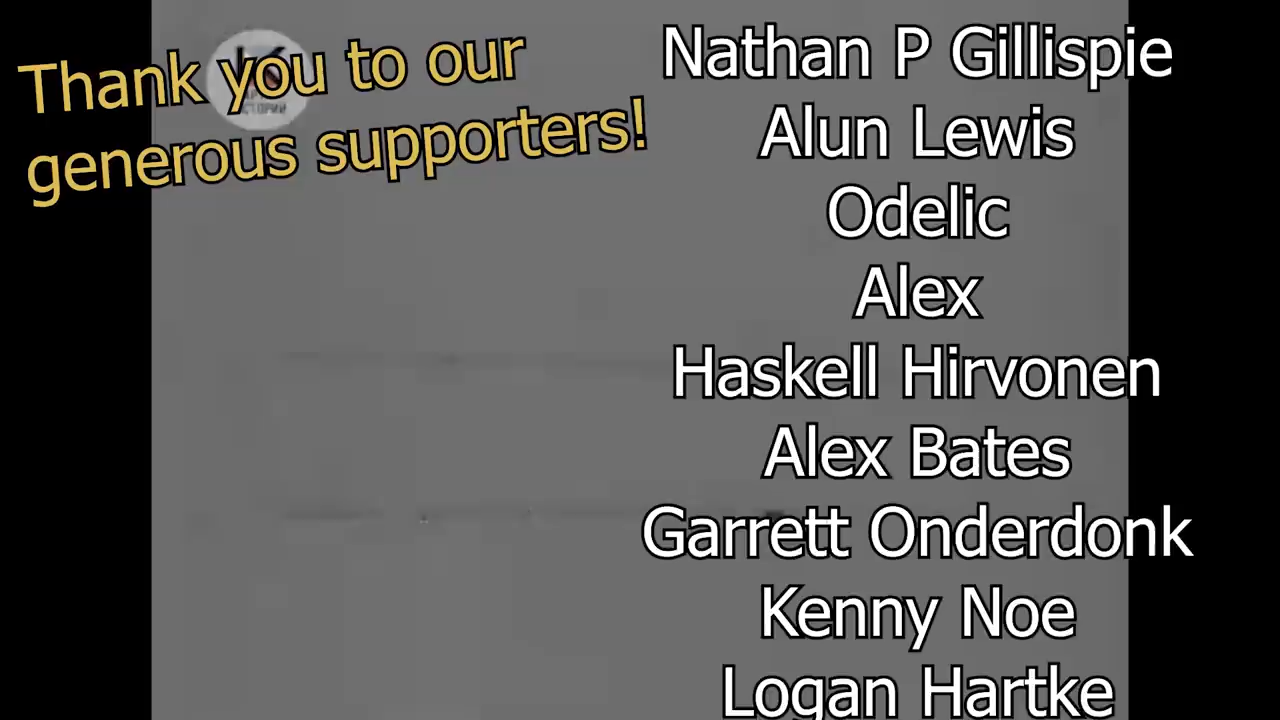 Thank you to our
generous supporters!
Nathan P Gillispie
Alun Lewis
Odelic
Alex
Haskell Hirvonen
Alex Bates
Garrett Onderdonk
Kenny Noe
Logan Hartke